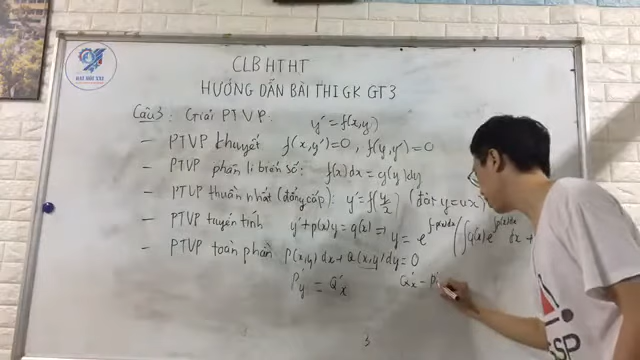 CLB HTHT
HƯỚNG DẪN BÀI THI GK GT3
Câu 3: Giải PTVP: y' = f(x,y)
- PTVP khuyết f(x,y')=0, f(y,y')=0
- PTVP phân li biến số: f(x)dx = g(y)dy
- PTVP thuần nhất (đẳng cấp): y' = f(y/x) (đặt y=ux)
- PTVP tuyến tính y'+p(x)y=q(x) ⇒ y = e^{∫-p(x)dx} (∫q(x)e^{∫p(x)dx} dx +
- PTVP toàn phần P(x,y)dx + Q(x,y)dy = 0
P'y = Q'x Q'x - P'